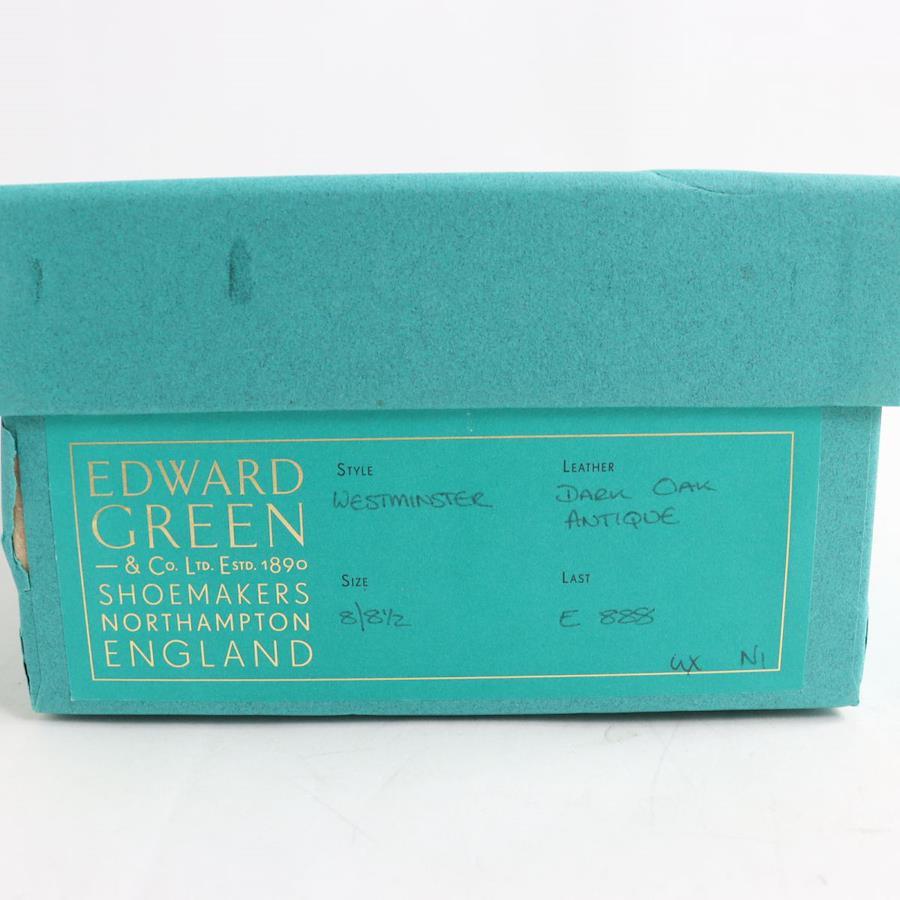 EDWARD
GREEN
— & Co. LTD. ESTD. 1890
SHOEMAKERS
NORTHAMPTON
ENGLAND
STYLE
WESTMINSTER
LEATHER
DARK OAK
ANTIQUE
SIZE
8/8½
LAST
E 888
UX N1